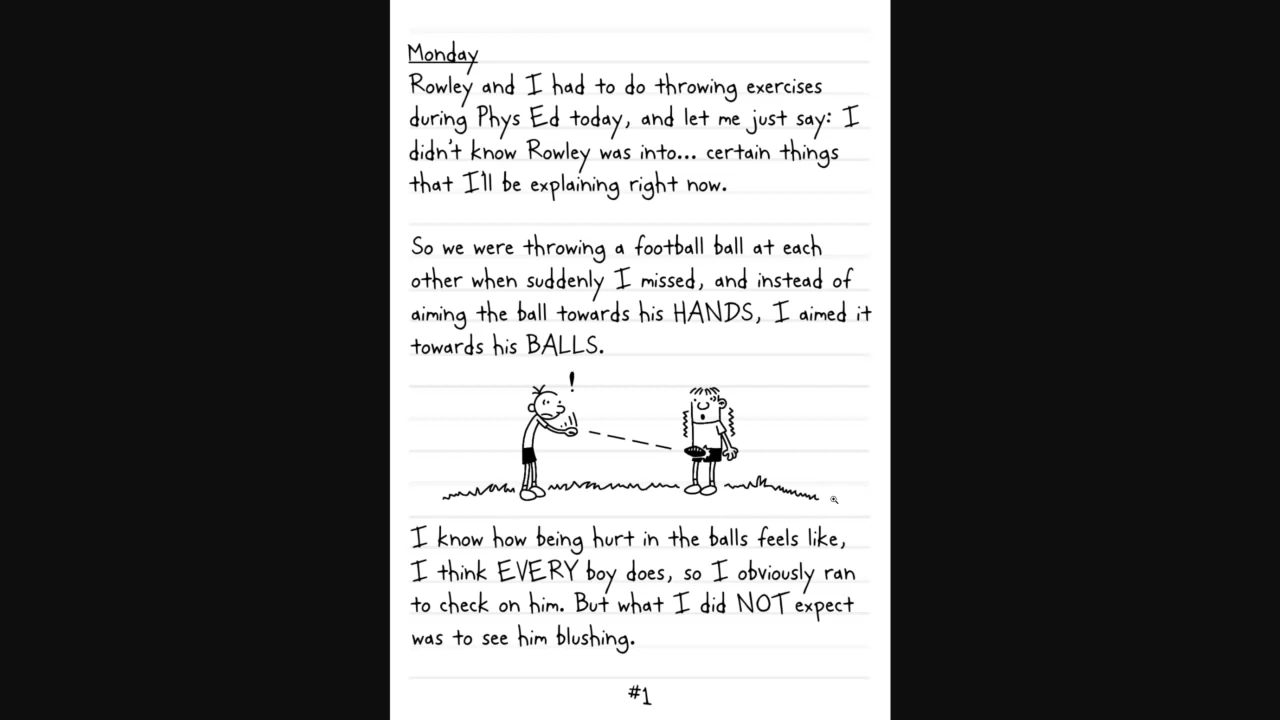 Monday
Rowley and I had to do throwing exercises
during Phys Ed today, and let me just say: I
didn't know Rowley was into... certain things
that I'll be explaining right now.
So we were throwing a football ball at each
other when suddenly I missed, and instead of
aiming the ball towards his HANDS, I aimed it
towards his BALLS.
!
I know how being hurt in the balls feels like,
I think EVERY boy does, so I obviously ran
to check on him. But what I did NOT expect
was to see him blushing.
#1